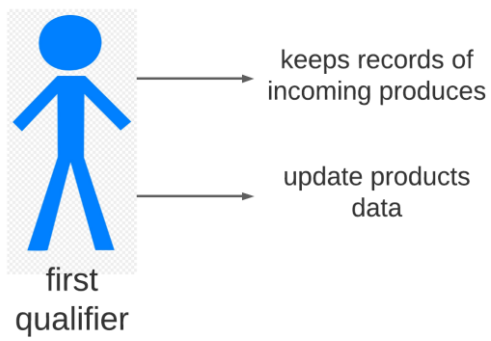 keeps records of
incoming produces
update products
data
first
qualifier